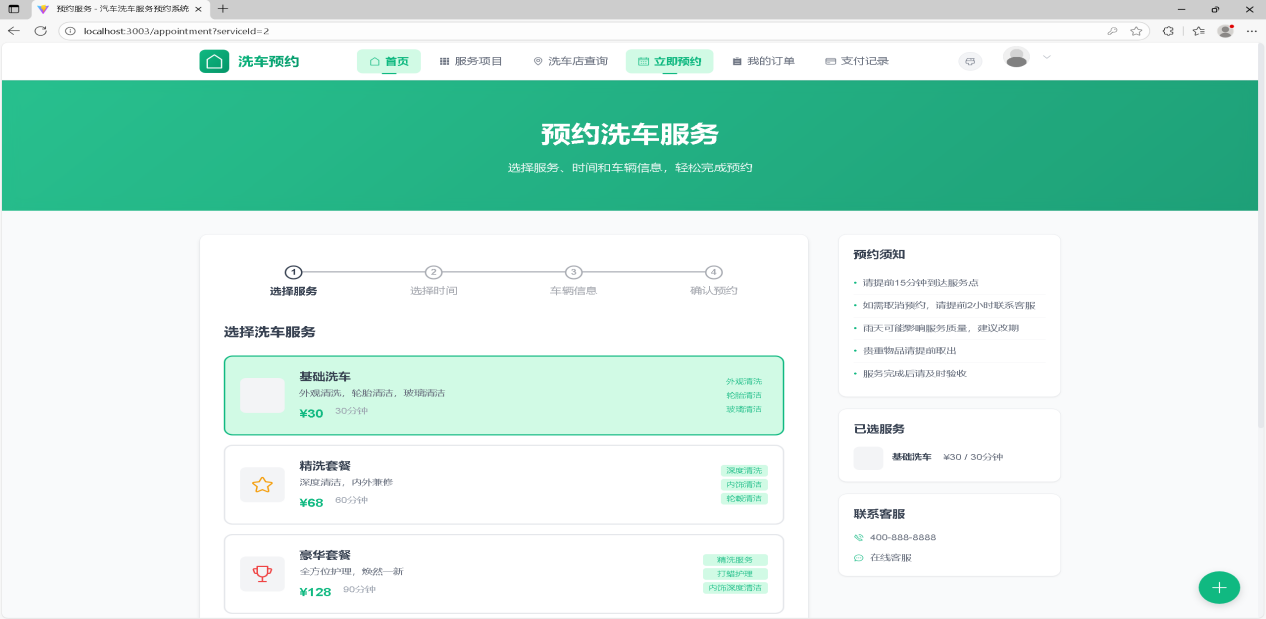 预约服务 - 汽车洗车服务预约系统
localhost:3003/appointment?serviceId=2
洗车预约
首页
服务项目
洗车店查询
立即预约
我的订单
支付记录
预约洗车服务
选择服务、时间和车辆信息，轻松完成预约
1
2
3
4
选择服务
选择时间
车辆信息
确认预约
选择洗车服务
基础洗车
外观清洗，轮胎清洁，玻璃清洁
¥30 30分钟
外观清洗
轮胎清洁
玻璃清洁
精洗套餐
深度清洁，内外兼修
¥68 60分钟
深度清洗
内饰清洁
轮毂清洁
豪华套餐
全方位护理，焕然一新
¥128 90分钟
精洗服务
打蜡护理
内饰深度清洁
预约须知
• 请提前15分钟到达服务点
• 如需取消预约，请提前2小时联系客服
• 雨天可能影响服务质量，建议改期
• 贵重物品请提前取出
• 服务完成后请及时验收
已选服务
基础洗车 ¥30 / 30分钟
联系客服
400-888-8888
在线客服